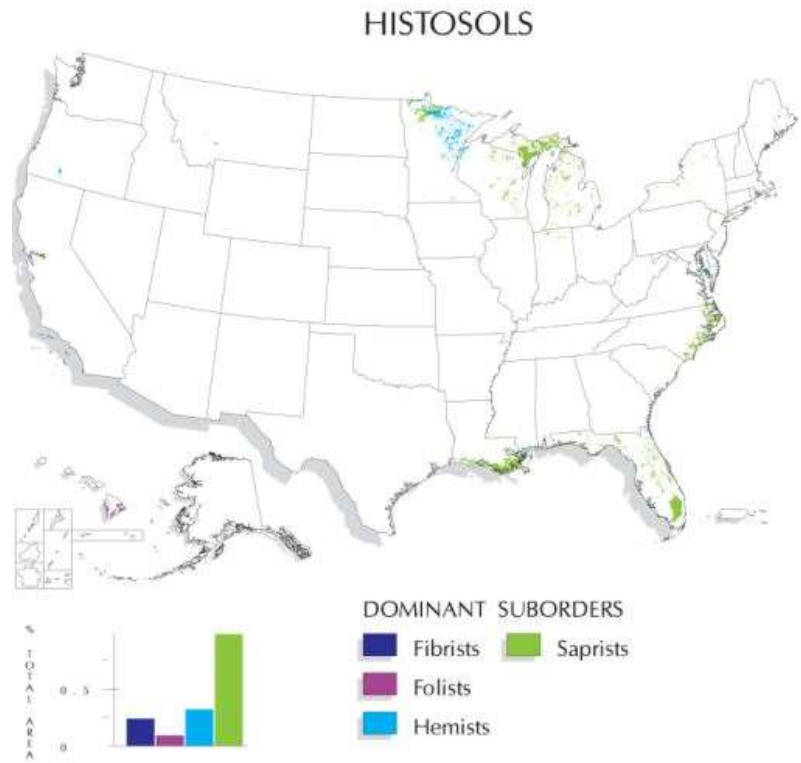 HISTOSOLS
DOMINANT SUBORDERS
Fibrists
Saprists
Folists
Hemists
% TOTAL AREA
0.5
0